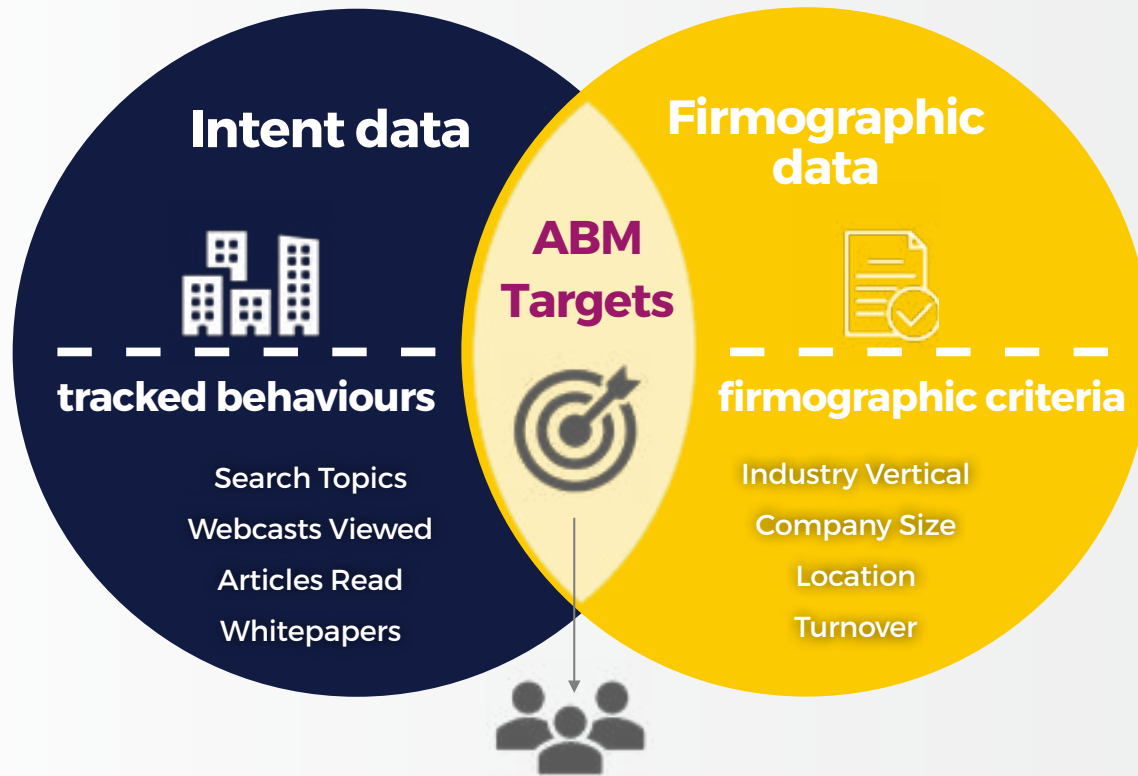 Intent data
tracked behaviours
Search Topics
Webcasts Viewed
Articles Read
Whitepapers
ABM
Targets
Firmographic
data
firmographic criteria
Industry Vertical
Company Size
Location
Turnover